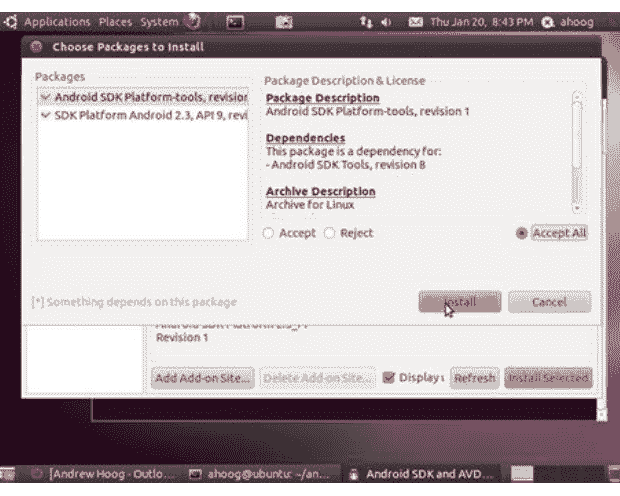 Applications Places System Thu Jan 20, 8:43 PM ahoog
Choose Packages to Install
Packages
Android SDK Platform-tools, revision
SDK Platform Android 2.3, API 9, revi
Package Description & License
Package Description
Android SDK Platform-tools, revision 1
Dependencies
This package is a dependency for:
- Android SDK Tools, revision 8
Archive Description
Archive for Linux
Accept Reject Accept All
[*] Something depends on this package
Install Cancel
Revision 1
Add Add-on Site... Delete Add-on Site... Display Refresh Install Selected
[Andrew Hoog - Outlo... ahoog@ubuntu: ~/an... Android SDK and AVD...